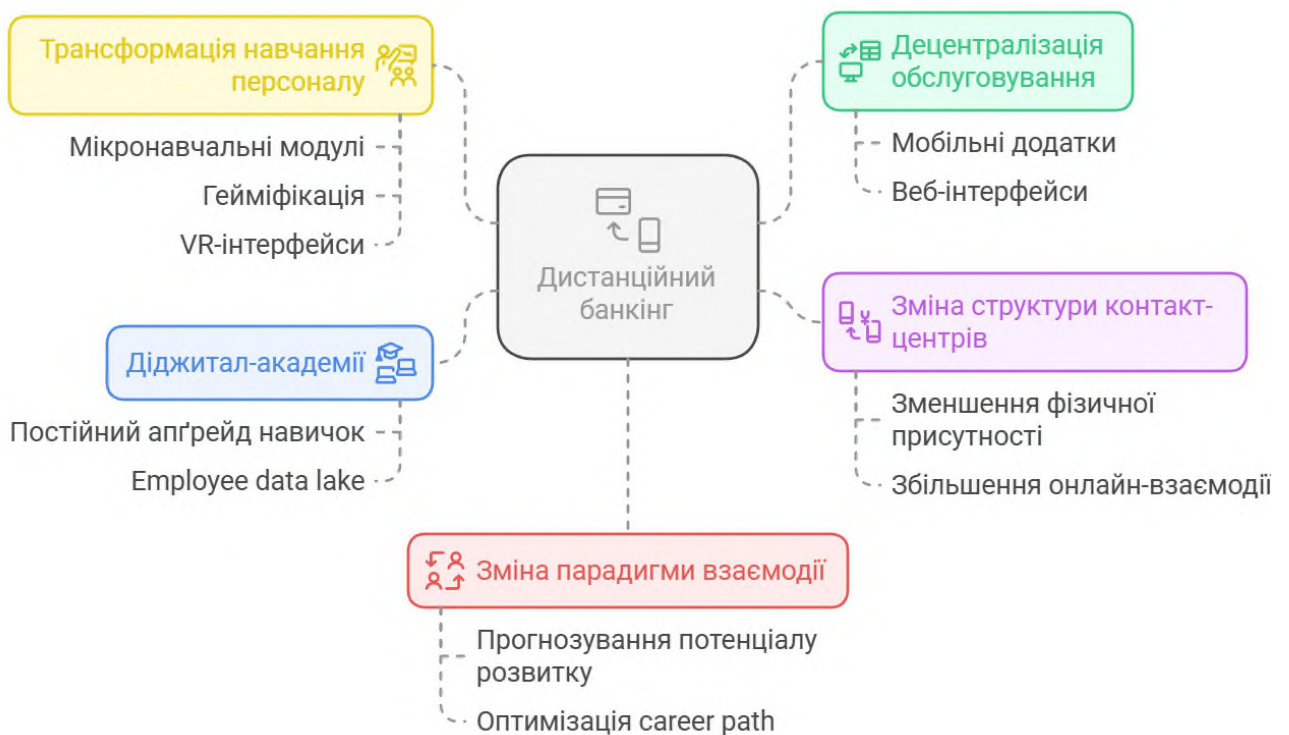 Трансформація навчання
персоналу
Мікронавчальні модулі
Гейміфікація
VR-інтерфейси
Діджитал-академії
Постійний апґрейд навичок
Employee data lake
Дистанційний
банкінг
Децентралізація
обслуговування
Мобільні додатки
Веб-інтерфейси
Зміна структури контакт-
центрів
Зменшення фізичної
присутності
Збільшення онлайн-взаємодії
Зміна парадигми взаємодії
Прогнозування потенціалу
розвитку
Оптимізація career path